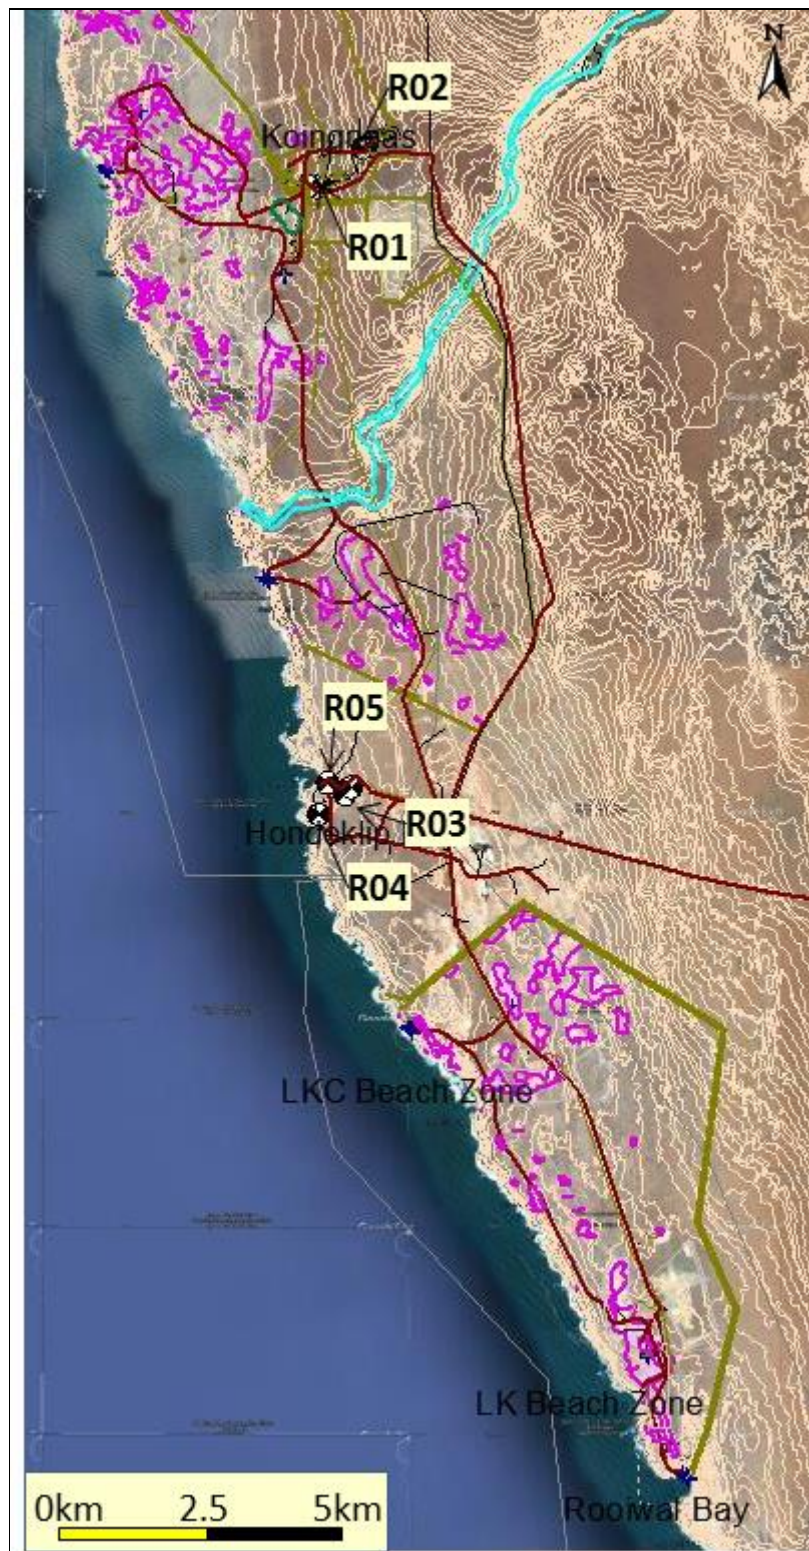 N
R02
Koingnaas
R01
R05
R03
Hondeklip
R04
LKC Beach Zone
LK Beach Zone
Rooiwal Bay
0km 2.5 5km